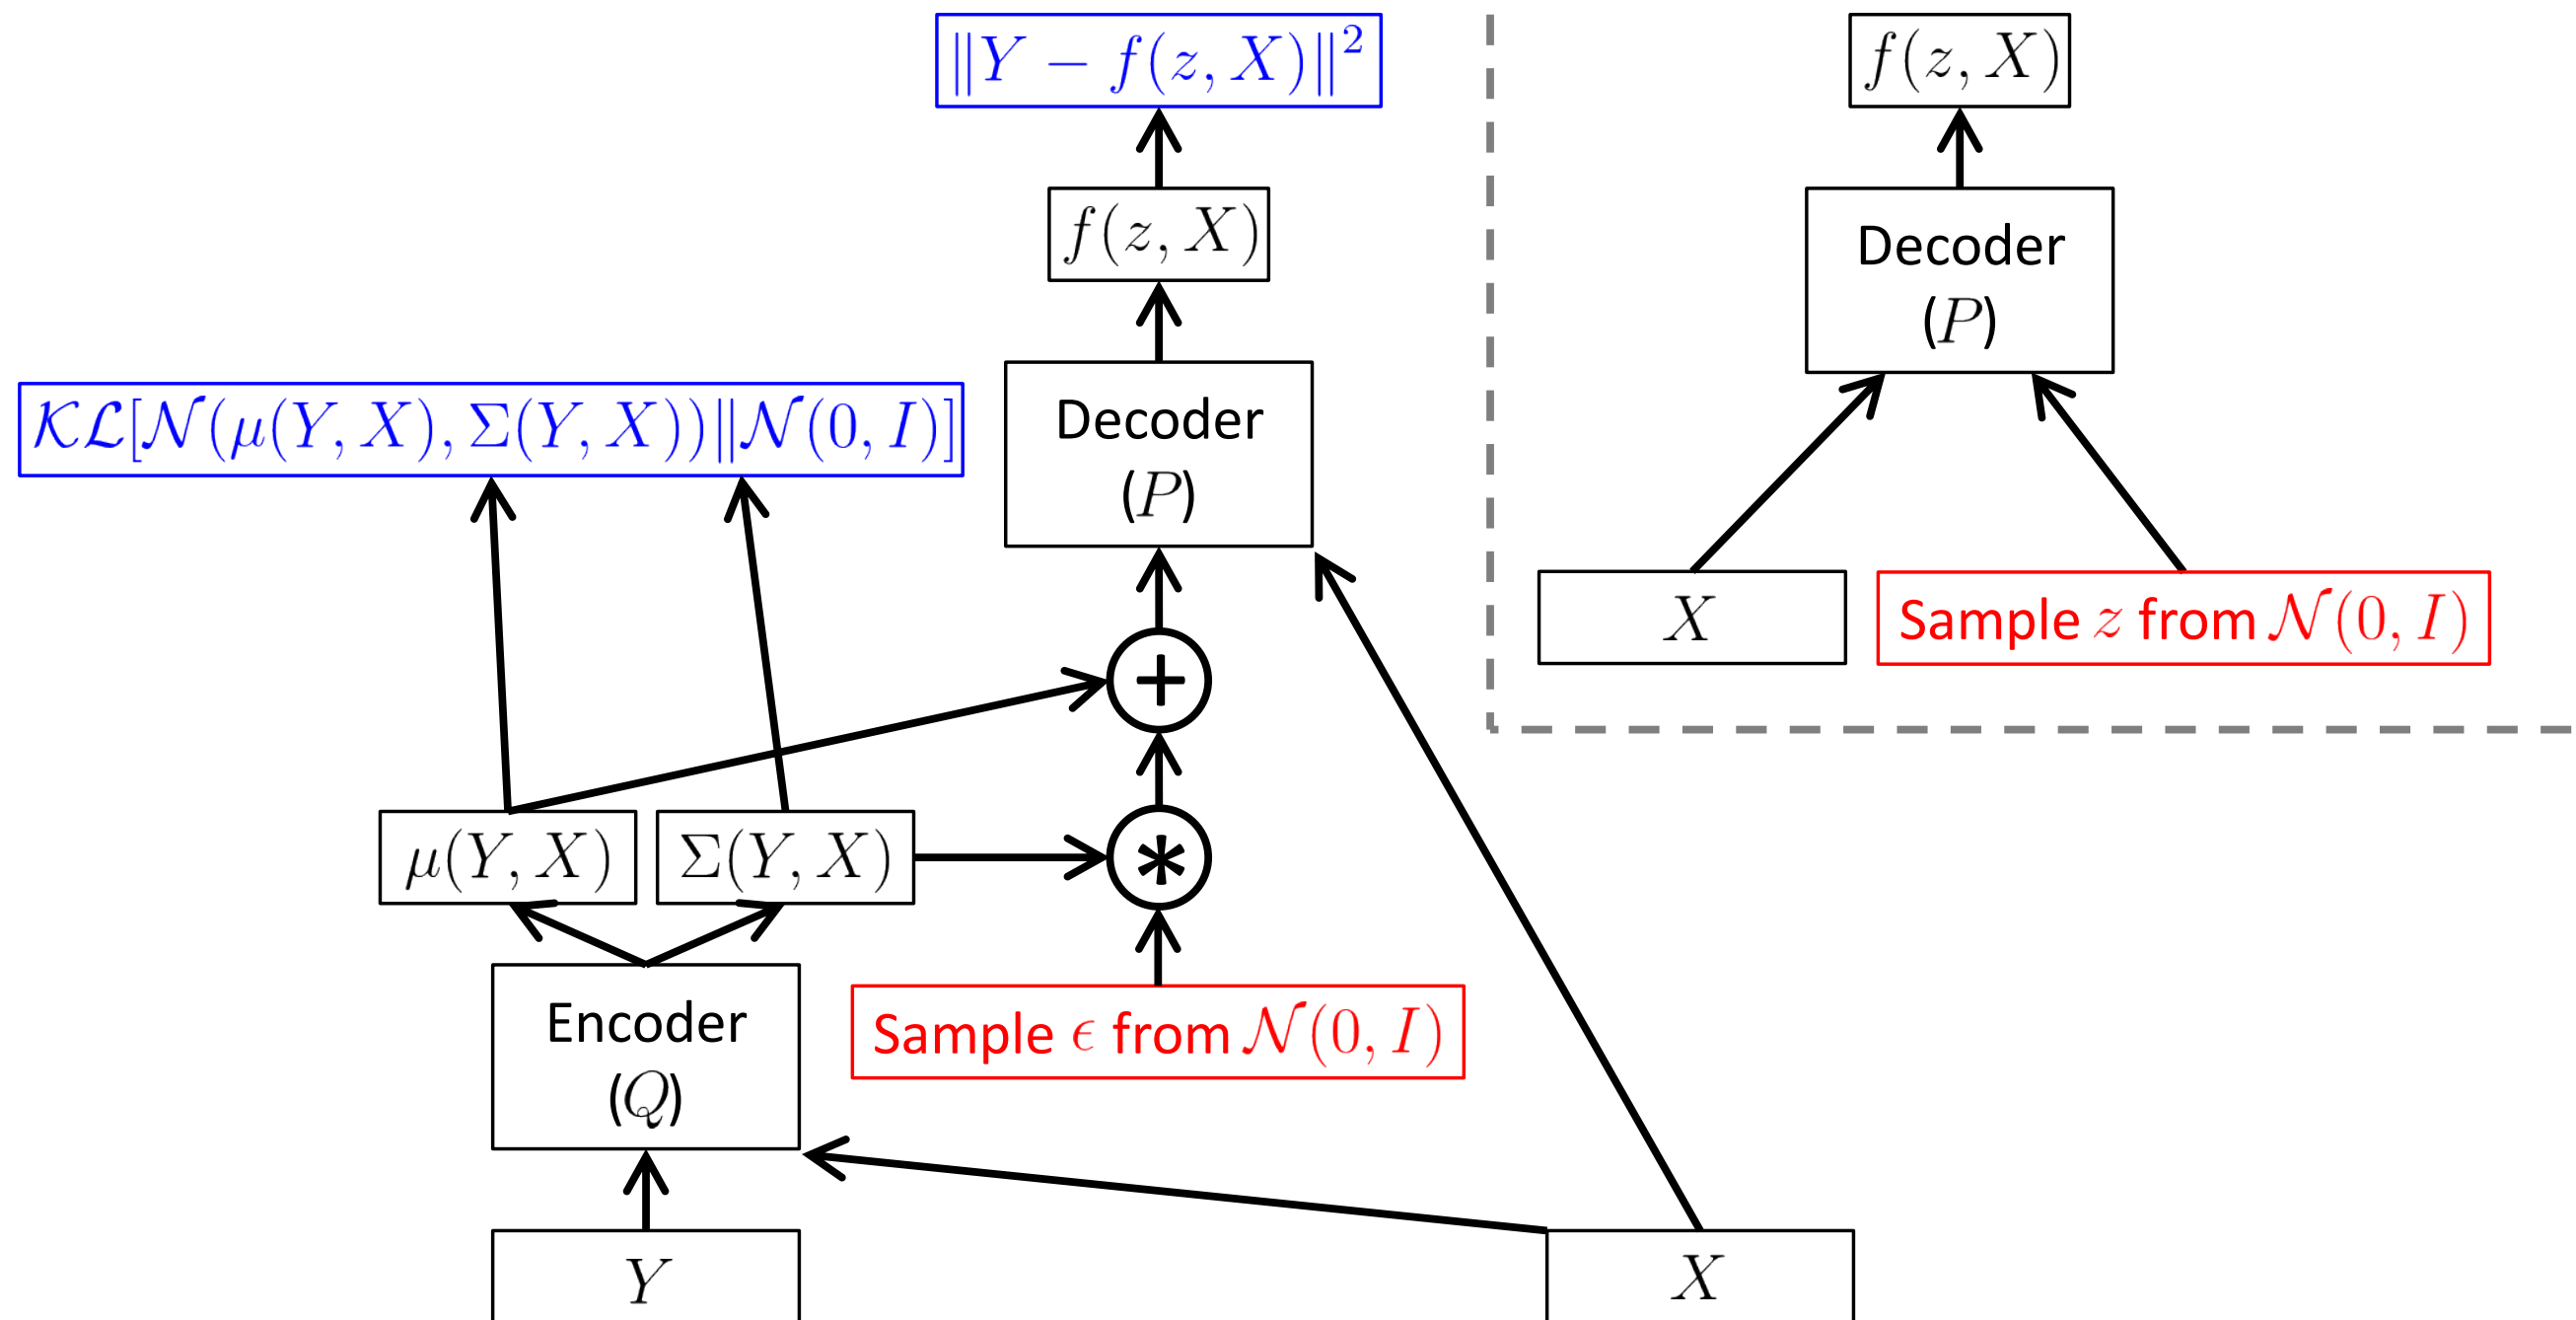 ‖Y − f(z, X)‖²
f(z, X)
Decoder
(P)
𝒦ℒ[𝒩(μ(Y, X), Σ(Y, X))‖𝒩(0, I)]
+
μ(Y, X)
Σ(Y, X)
*
Encoder
(Q)
Sample ϵ from 𝒩(0, I)
Y
X
f(z, X)
Decoder
(P)
X
Sample z from 𝒩(0, I)